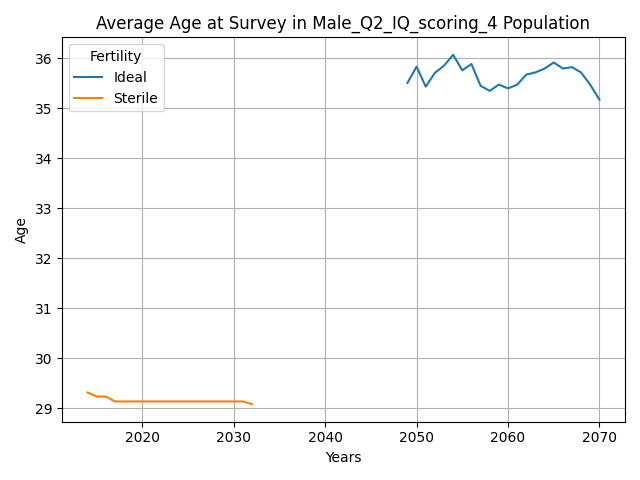 Average Age at Survey in Male_Q2_IQ_scoring_4 Population
Fertility
Ideal
Sterile
Age
36
35
34
33
32
31
30
29
2020
2030
2040
2050
2060
2070
Years